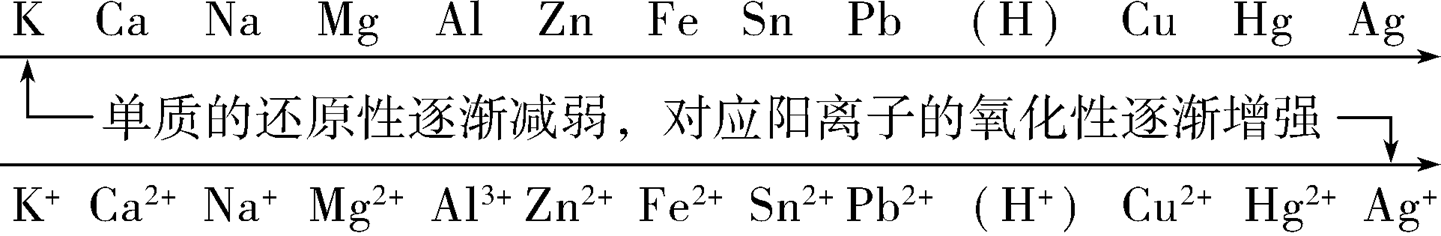 K Ca Na Mg Al Zn Fe Sn Pb (H) Cu Hg Ag
单质的还原性逐渐减弱，对应阳离子的氧化性逐渐增强
K⁺ Ca²⁺ Na⁺ Mg²⁺ Al³⁺ Zn²⁺ Fe²⁺ Sn²⁺ Pb²⁺ (H⁺) Cu²⁺ Hg²⁺ Ag⁺